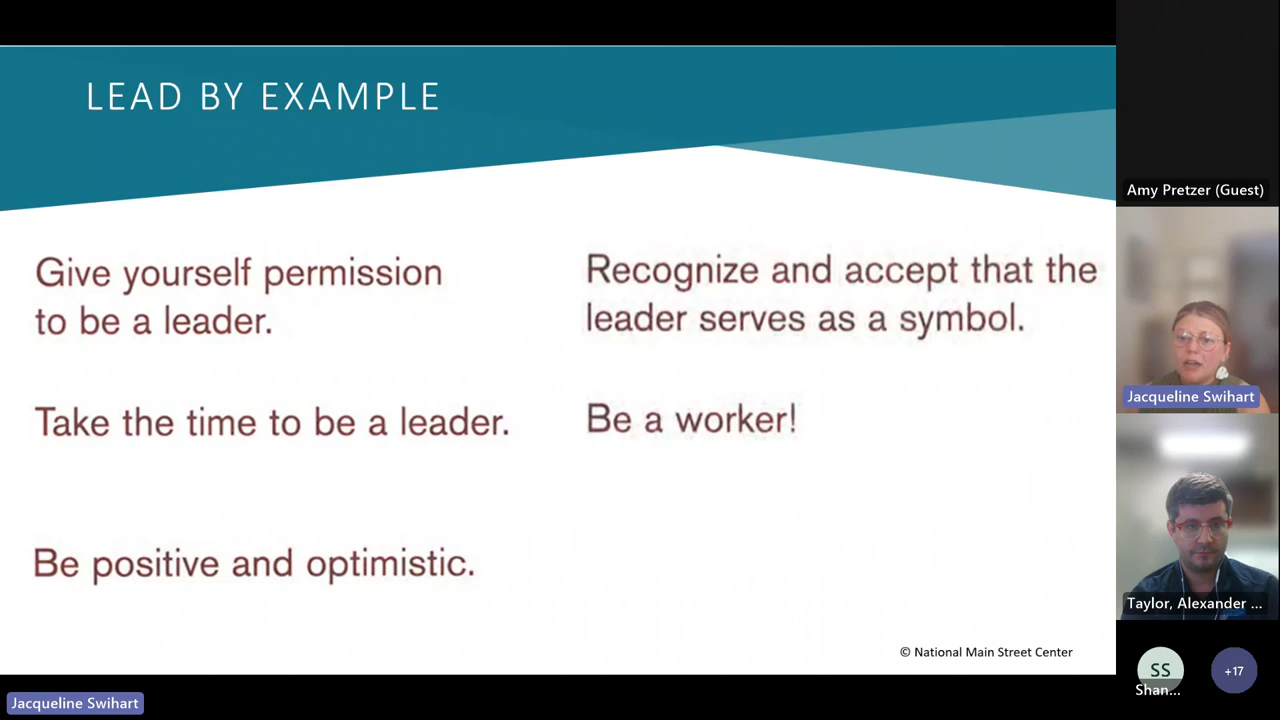 LEAD BY EXAMPLE
Give yourself permission
to be a leader.
Take the time to be a leader.
Be positive and optimistic.
Recognize and accept that the
leader serves as a symbol.
Be a worker!
© National Main Street Center
Amy Pretzer (Guest)
Jacqueline Swihart
Taylor, Alexander ...
SS
Shan...
+17
Jacqueline Swihart